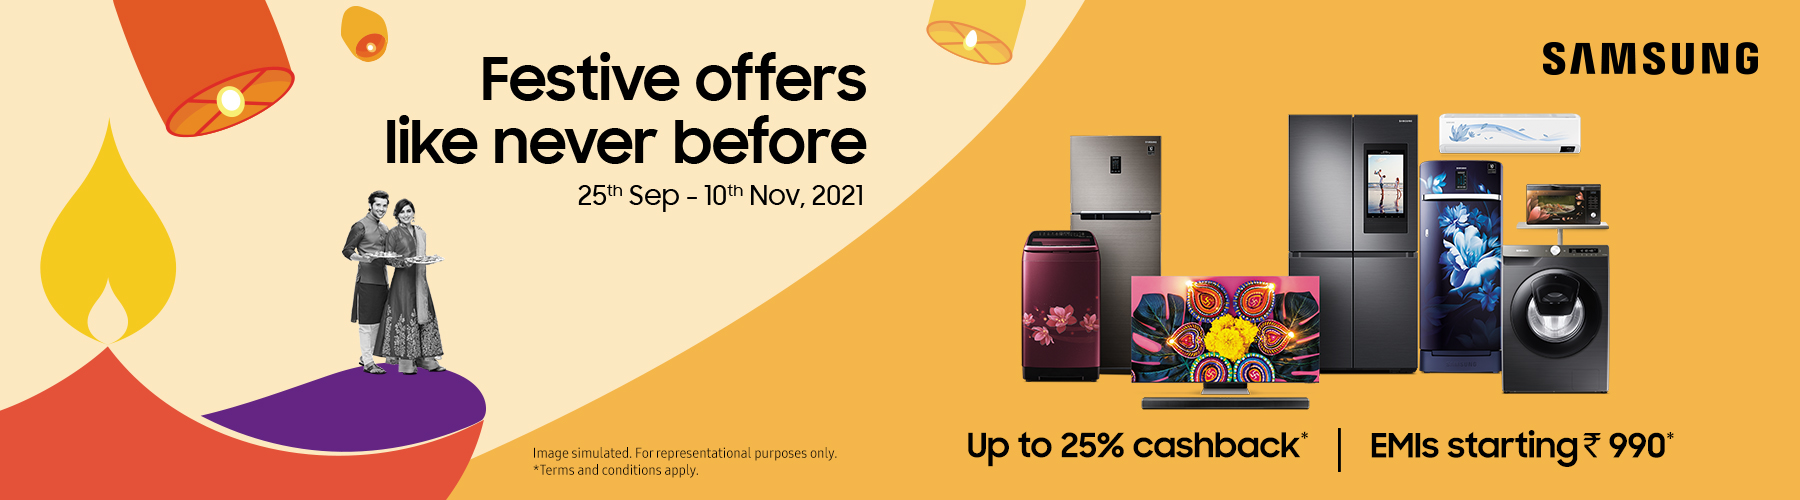 Festive offers
like never before
25th Sep - 10th Nov, 2021
SAMSUNG
Up to 25% cashback* | EMIs starting ₹ 990*
Image simulated. For representational purposes only.
*Terms and conditions apply.